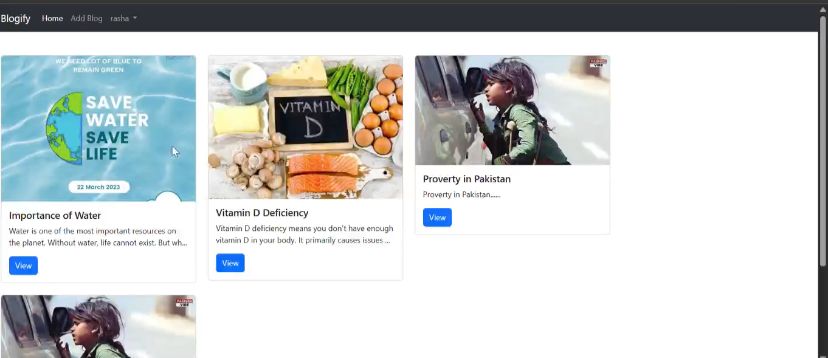 Blogify Home Add Blog rasha
WE NEED LOT OF BLUE TO
REMAIN GREEN
SAVE
WATER
SAVE
LIFE
22 March 2023
Importance of Water
Water is one of the most important resources on
the planet. Without water, life cannot exist. But wh...
View
VITAMIN
D
Vitamin D Deficiency
Vitamin D deficiency means you don't have enough
vitamin D in your body. It primarily causes issues ...
View
Proverty in Pakistan
Proverty in Pakistan......
View